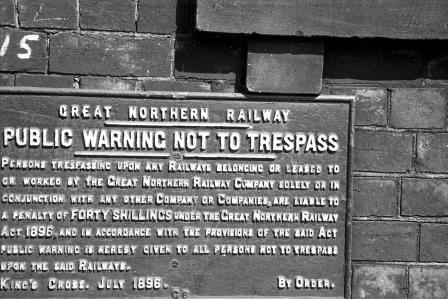 15
GREAT NORTHERN RAILWAY
PUBLIC WARNING NOT TO TRESPASS
PERSONS TRESPASSING UPON ANY RAILWAYS BELONGING OR LEASED TO
OR WORKED BY THE GREAT NORTHERN RAILWAY COMPANY SOLELY OR IN
CONJUNCTION WITH ANY OTHER COMPANY OR COMPANIES, ARE LIABLE TO
A PENALTY OF FORTY SHILLINGS UNDER THE GREAT NORTHERN RAILWAY
ACT 1896, AND IN ACCORDANCE WITH THE PROVISIONS OF THE SAID ACT
PUBLIC WARNING IS HEREBY GIVEN TO ALL PERSONS NOT TO TRESPASS
UPON THE SAID RAILWAYS.
KING'S CROSS. JULY 1896. BY ORDER.